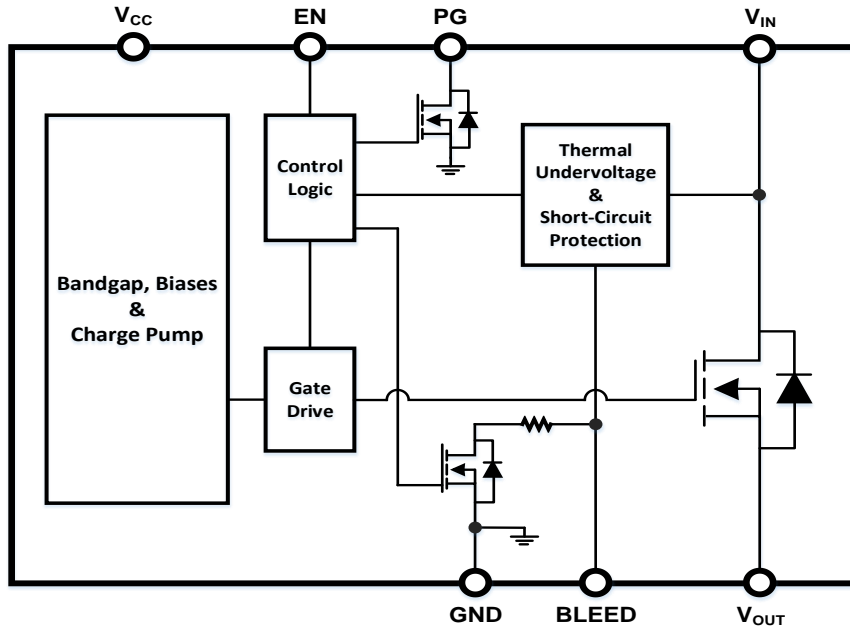 VCC
EN
PG
VIN
Control
Logic
Thermal
Undervoltage
&
Short-Circuit
Protection
Bandgap, Biases
&
Charge Pump
Gate
Drive
GND
BLEED
VOUT